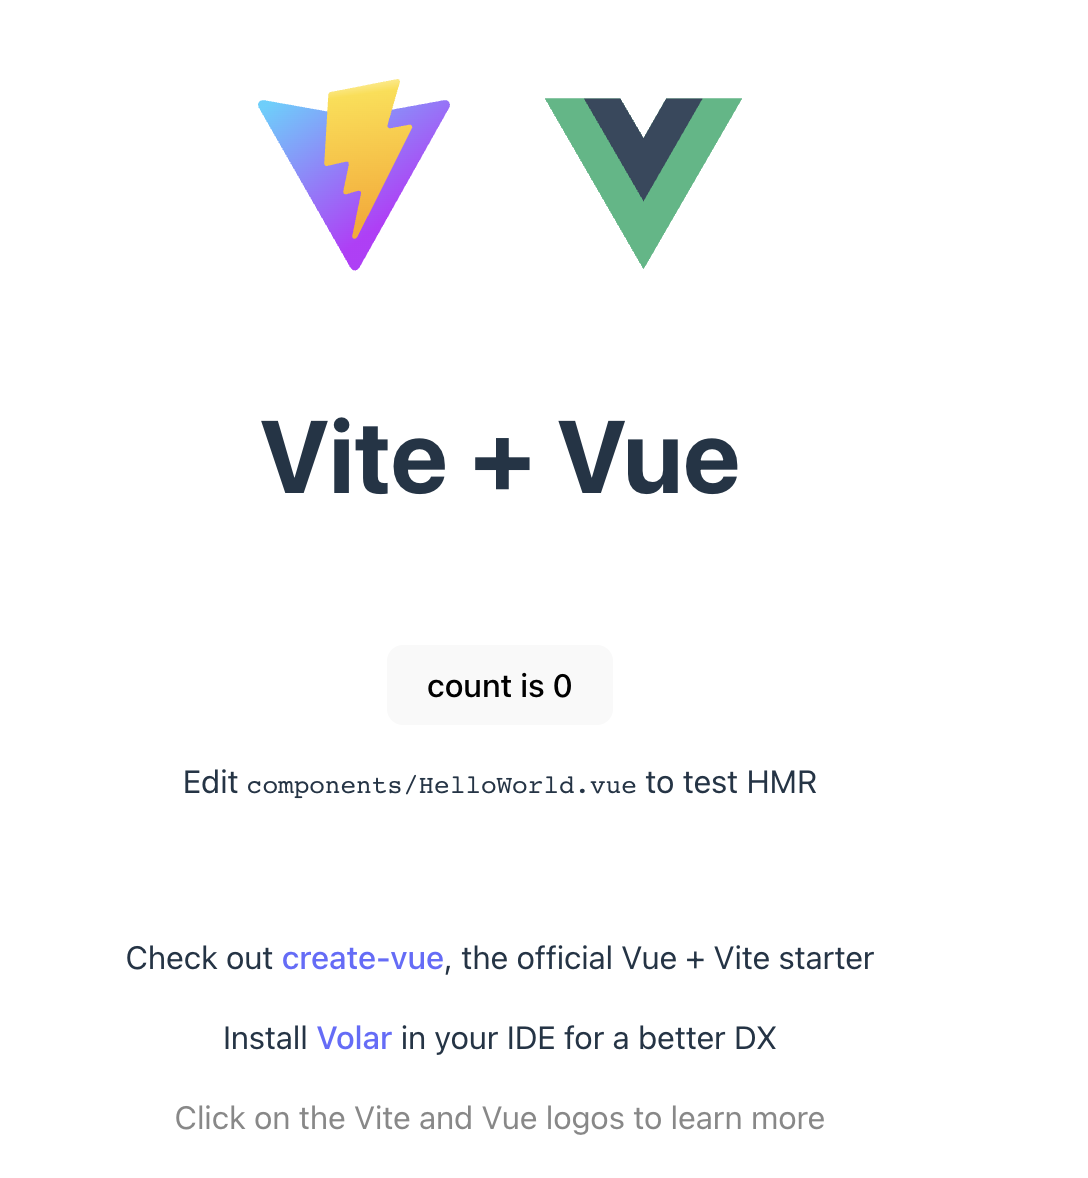 Vite + Vue
count is 0
Edit components/HelloWorld.vue to test HMR
Check out create-vue, the official Vue + Vite starter
Install Volar in your IDE for a better DX
Click on the Vite and Vue logos to learn more